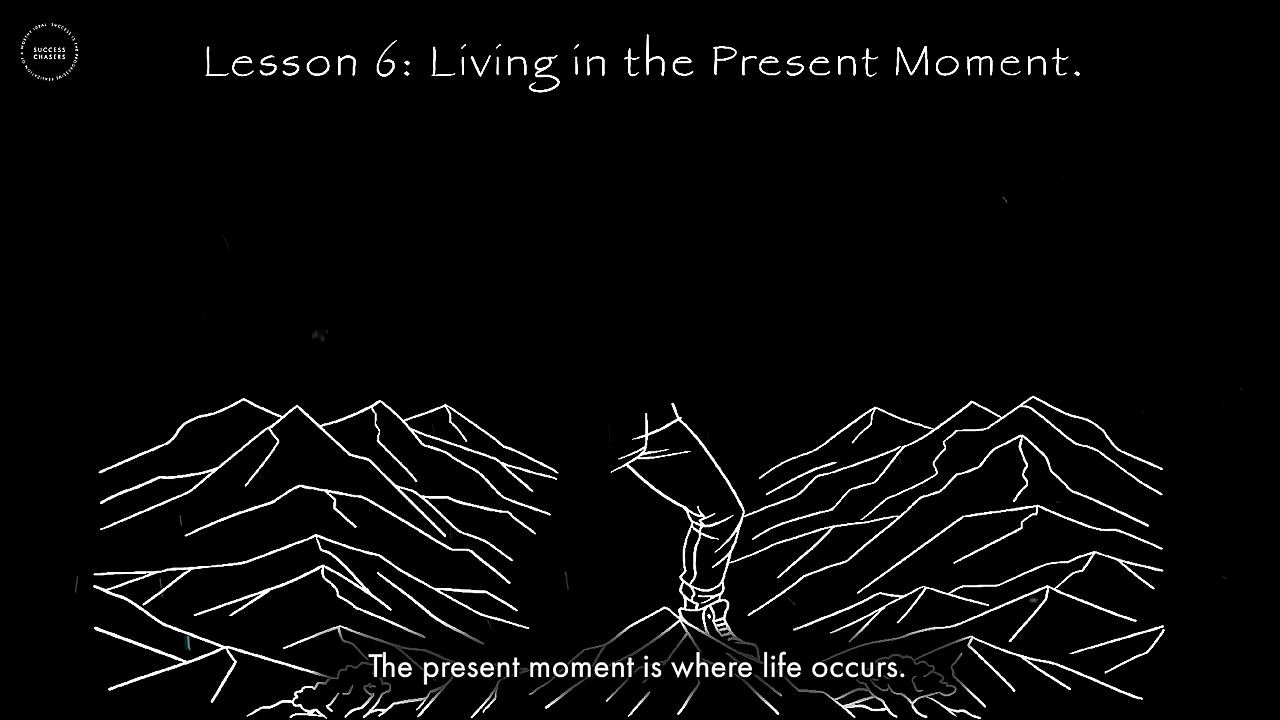 Lesson 6: Living in the Present Moment.
SUCCESS
CHASERS
The present moment is where life occurs.